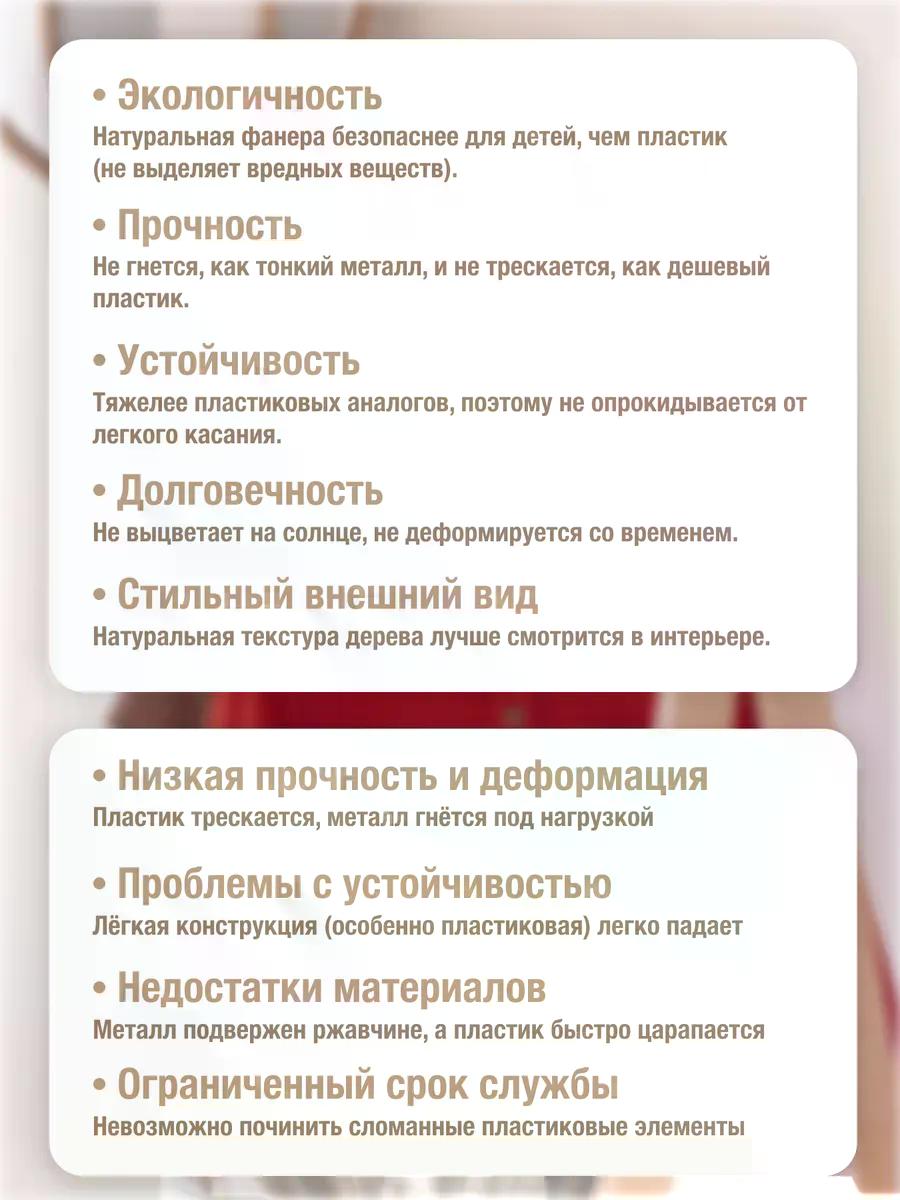 • Экологичность
Натуральная фанера безопаснее для детей, чем пластик
(не выделяет вредных веществ).
• Прочность
Не гнется, как тонкий металл, и не трескается, как дешевый
пластик.
• Устойчивость
Тяжелее пластиковых аналогов, поэтому не опрокидывается от
легкого касания.
• Долговечность
Не выцветает на солнце, не деформируется со временем.
• Стильный внешний вид
Натуральная текстура дерева лучше смотрится в интерьере.
• Низкая прочность и деформация
Пластик трескается, металл гнётся под нагрузкой
• Проблемы с устойчивостью
Лёгкая конструкция (особенно пластиковая) легко падает
• Недостатки материалов
Металл подвержен ржавчине, а пластик быстро царапается
• Ограниченный срок службы
Невозможно починить сломанные пластиковые элементы